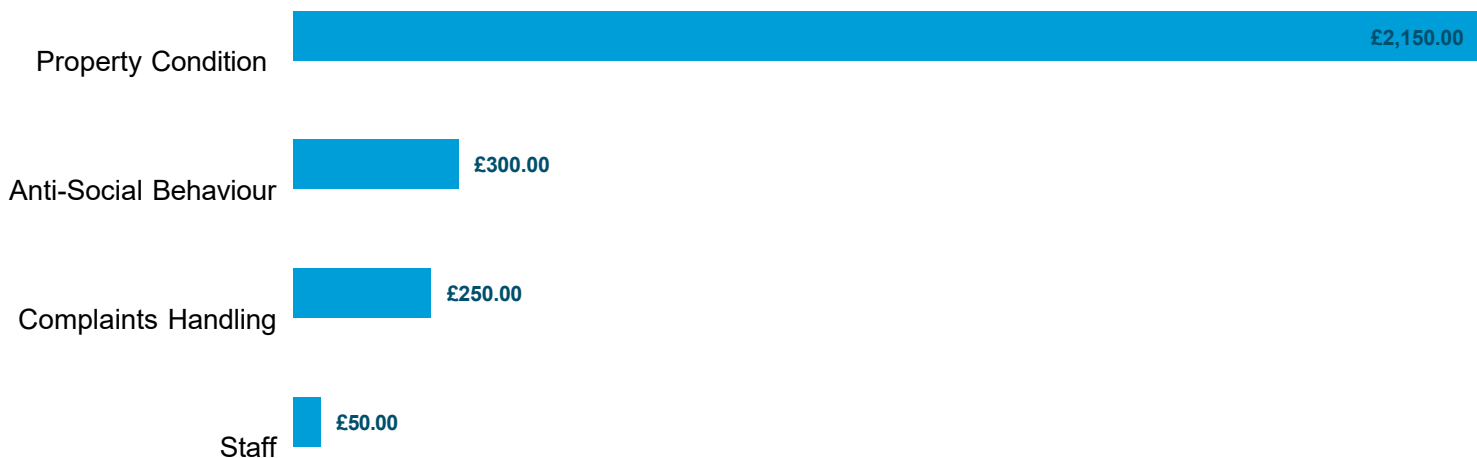 £2,150.00
Property Condition
£300.00
Anti-Social Behaviour
£250.00
Complaints Handling
£50.00
Staff